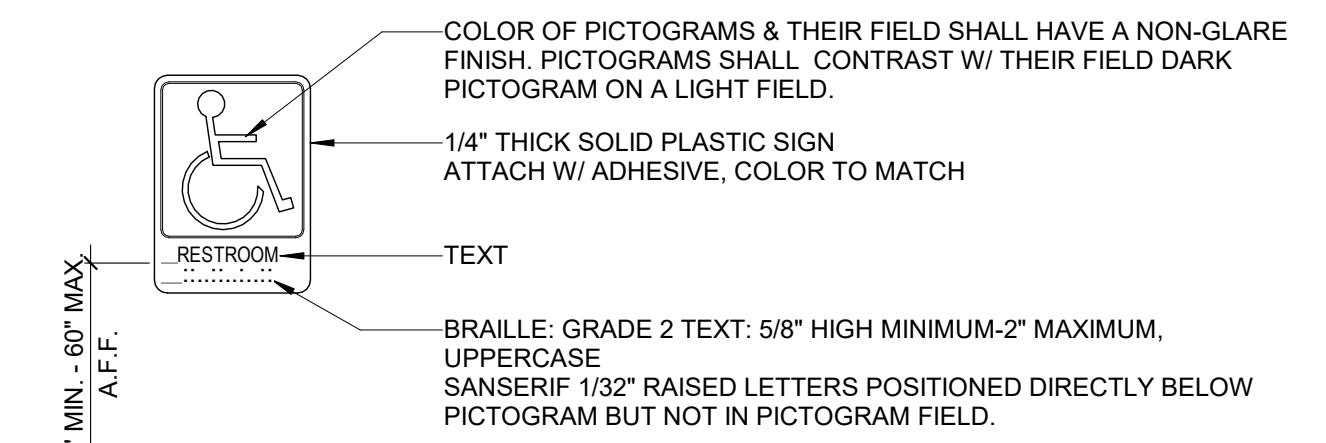 COLOR OF PICTOGRAMS & THEIR FIELD SHALL HAVE A NON-GLARE
FINISH. PICTOGRAMS SHALL CONTRAST W/ THEIR FIELD DARK
PICTOGRAM ON A LIGHT FIELD.
1/4" THICK SOLID PLASTIC SIGN
ATTACH W/ ADHESIVE, COLOR TO MATCH
RESTROOM
TEXT
BRAILLE: GRADE 2 TEXT: 5/8" HIGH MINIMUM-2" MAXIMUM,
UPPERCASE
SANSERIF 1/32" RAISED LETTERS POSITIONED DIRECTLY BELOW
PICTOGRAM BUT NOT IN PICTOGRAM FIELD.
" MIN. - 60" MAX.
A.F.F.